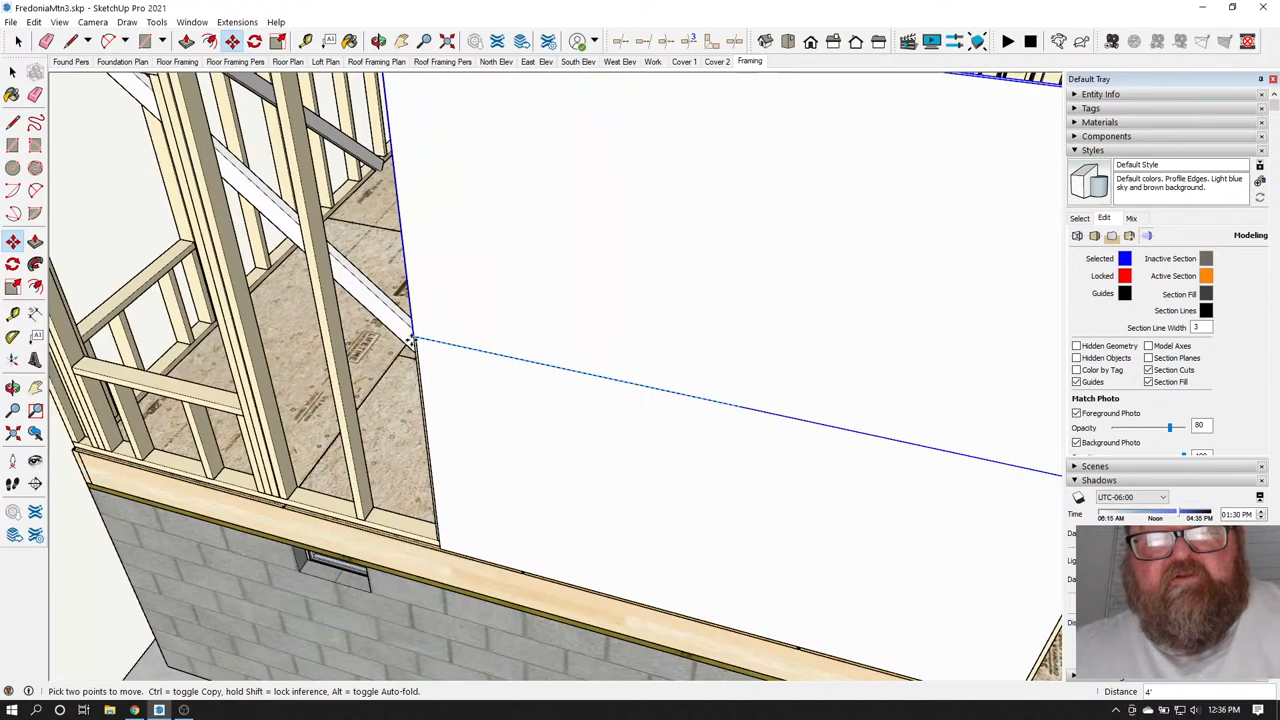 FredoniaMtn3.skp - SketchUp Pro 2021
File Edit View Camera Draw Tools Window Extensions Help
3
Found Pers Foundation Plan Floor Framing Floor Framing Pers Floor Plan Loft Plan Roof Framing Plan Roof Framing Pers North Elev East Elev South Elev West Elev Work Cover 1 Cover 2 Framing
Default Tray
Entity Info
Tags
Materials
Components
Styles
Default Style
Default colors. Profile Edges. Light blue
sky and brown background.
Select Edit Mix
Modeling
Selected Inactive Section
Locked Active Section
Guides Section Fill
Section Lines
Section Line Width 3
Hidden Geometry Model Axes
Hidden Objects Section Planes
Color by Tag Section Cuts
Guides Section Fill
Match Photo
Foreground Photo
Opacity 80
Background Photo
Scenes
Shadows
UTC-06:00
Time 06:15 AM Noon 04:35 PM 01:30 PM
Pick two points to move. Ctrl = toggle Copy, hold Shift = lock inference, Alt = toggle Auto-fold. Distance 4'
12:36 PM